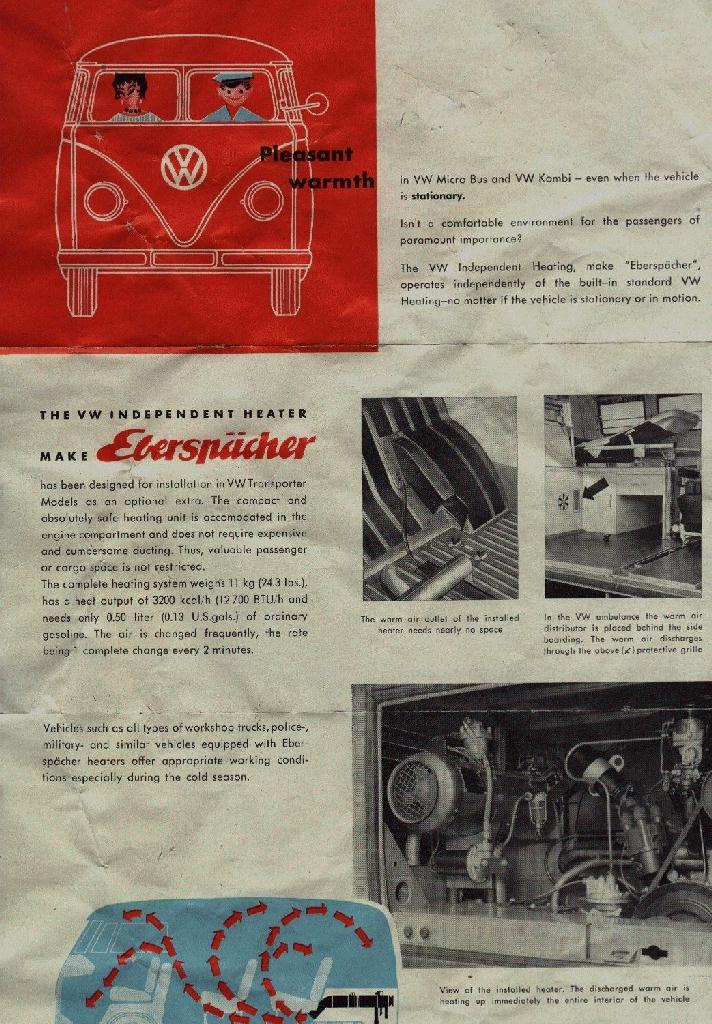 Pleasant
warmth
in VW Micro Bus and VW Kombi – even when the vehicle
is stationary.
Isn't a comfortable environment for the passengers of
paramount importance?
The VW Independent Heating, make "Eberspächer",
operates independently of the built-in standard VW
Heating–no matter if the vehicle is stationary or in motion.
THE VW INDEPENDENT HEATER
MAKE Eberspächer
has been designed for installation in VW Transporter
Models as an optional extra. The compact and
absolutely safe heating unit is accomodated in the
engine compartment and does not require expensive
and cumbersome ducting. Thus, valuable passenger
or cargo space is not restricted.
The complete heating system weighs 11 kg (24.3 lbs.),
has a heat output of 3200 kcal/h (12 700 BTU/h and
needs only 0.50 liter (0.13 U.S.gals.) of ordinary
gasoline. The air is changed frequently, the rate
being 1 complete change every 2 minutes.
The warm air outlet of the installed
heater needs nearly no space
In the VW ambulance the warm air
distributor is placed behind the side
boarding. The warm air discharges
through the above (↙) protective grille
Vehicles such as all types of workshop trucks, police-,
military- and similar vehicles equipped with Eber-
spächer heaters offer appropriate working condi-
tions especially during the cold season.
View of the installed heater. The discharged warm air is
heating up immediately the entire interior of the vehicle